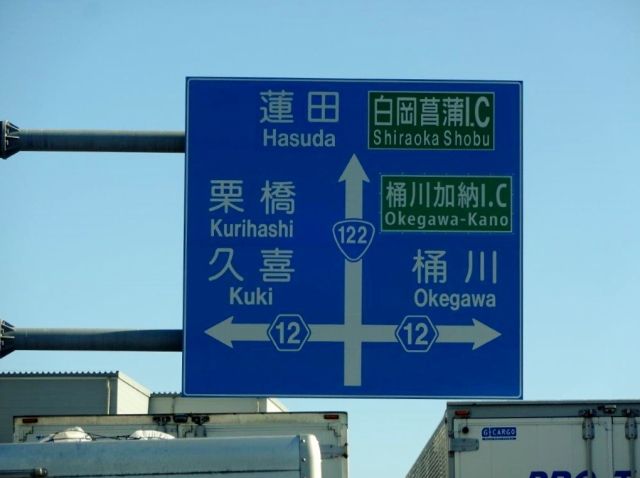 蓮田
Hasuda
白岡菖蒲I.C
Shiraoka Shobu
栗橋
Kurihashi
122
桶川加納I.C
Okegawa-Kano
久喜
Kuki
桶川
Okegawa
12
12
G.CARGO